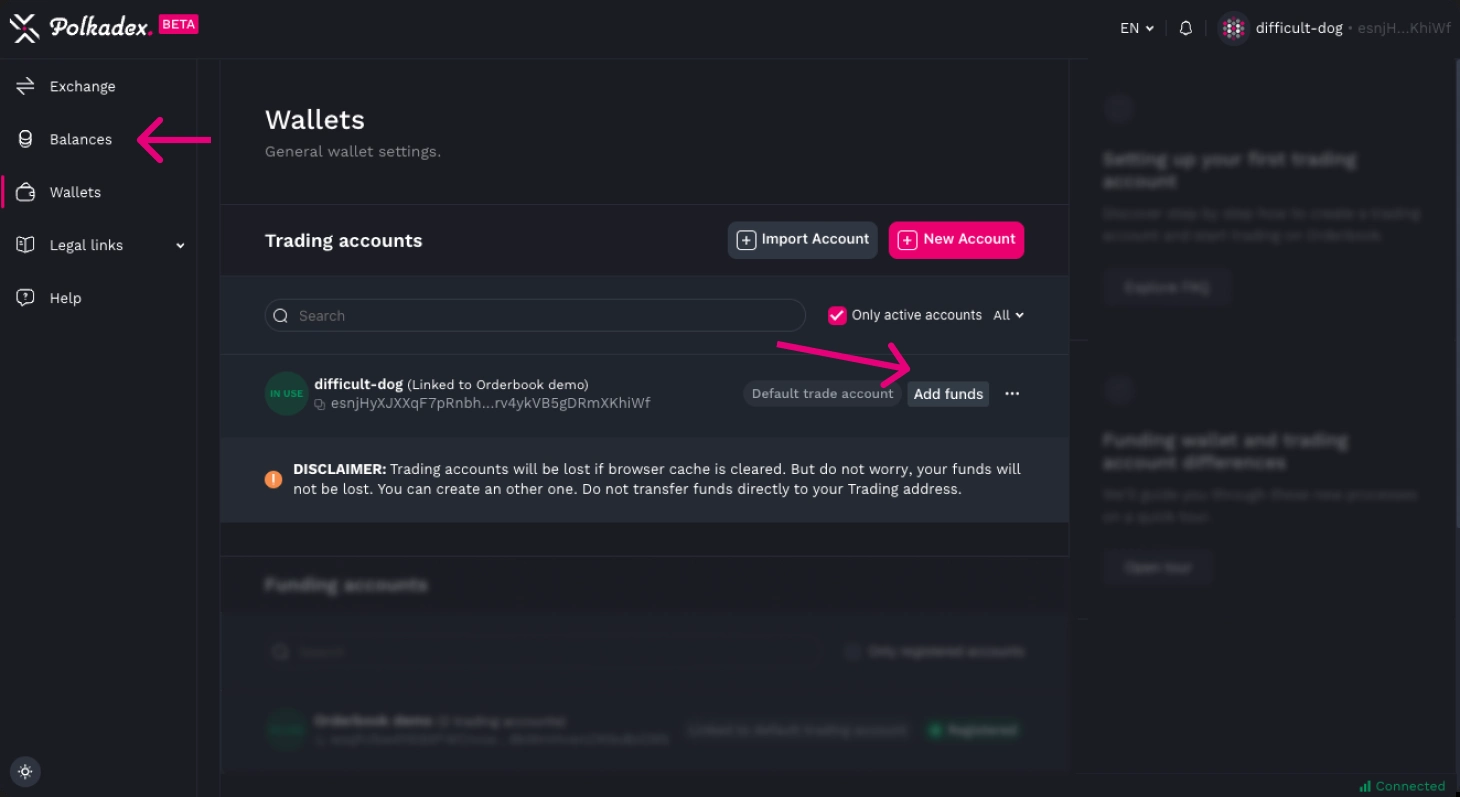 Polkadex. BETA
EN
difficult-dog • esnjH...KhiWf
Exchange
Balances
Wallets
Legal links
Help
Wallets
General wallet settings.
Trading accounts
Import Account
New Account
Search
Only active accounts
All
IN USE
difficult-dog (Linked to Orderbook demo)
esnjHyXJXXqF7pRnbh...rv4ykVB5gDRmXKhiWf
Default trade account
Add funds
DISCLAIMER: Trading accounts will be lost if browser cache is cleared. But do not worry, your funds will
not be lost. You can create an other one. Do not transfer funds directly to your Trading address.
Funding accounts
Search
Only registered accounts
Orderbook demo (2 trading accounts)
Linked to default trading account
Registered
Setting up your first trading
account
Discover step by step how to create a trading
account and start trading on Orderbook.
Explore FAQ
Funding wallet and trading
account differences
We'll guide you through these new processes
on a quick tour.
Open tour
Connected